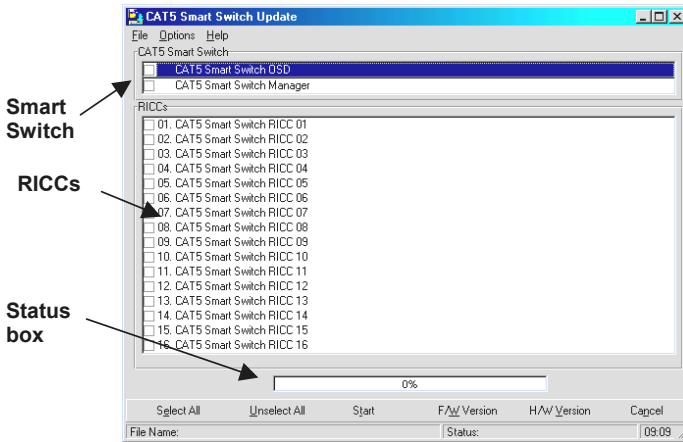 CAT5 Smart Switch Update
File Options Help
CAT5 Smart Switch
CAT5 Smart Switch OSD
CAT5 Smart Switch Manager
Smart
Switch
RICCs
01. CAT5 Smart Switch RICC 01
02. CAT5 Smart Switch RICC 02
03. CAT5 Smart Switch RICC 03
04. CAT5 Smart Switch RICC 04
05. CAT5 Smart Switch RICC 05
RICCs
06. CAT5 Smart Switch RICC 06
07. CAT5 Smart Switch RICC 07
08. CAT5 Smart Switch RICC 08
09. CAT5 Smart Switch RICC 09
10. CAT5 Smart Switch RICC 10
11. CAT5 Smart Switch RICC 11
12. CAT5 Smart Switch RICC 12
13. CAT5 Smart Switch RICC 13
14. CAT5 Smart Switch RICC 14
15. CAT5 Smart Switch RICC 15
16. CAT5 Smart Switch RICC 16
Status
box
0%
Select All Unselect All Start F/W Version H/W Version Cancel
File Name: Status: 09:09